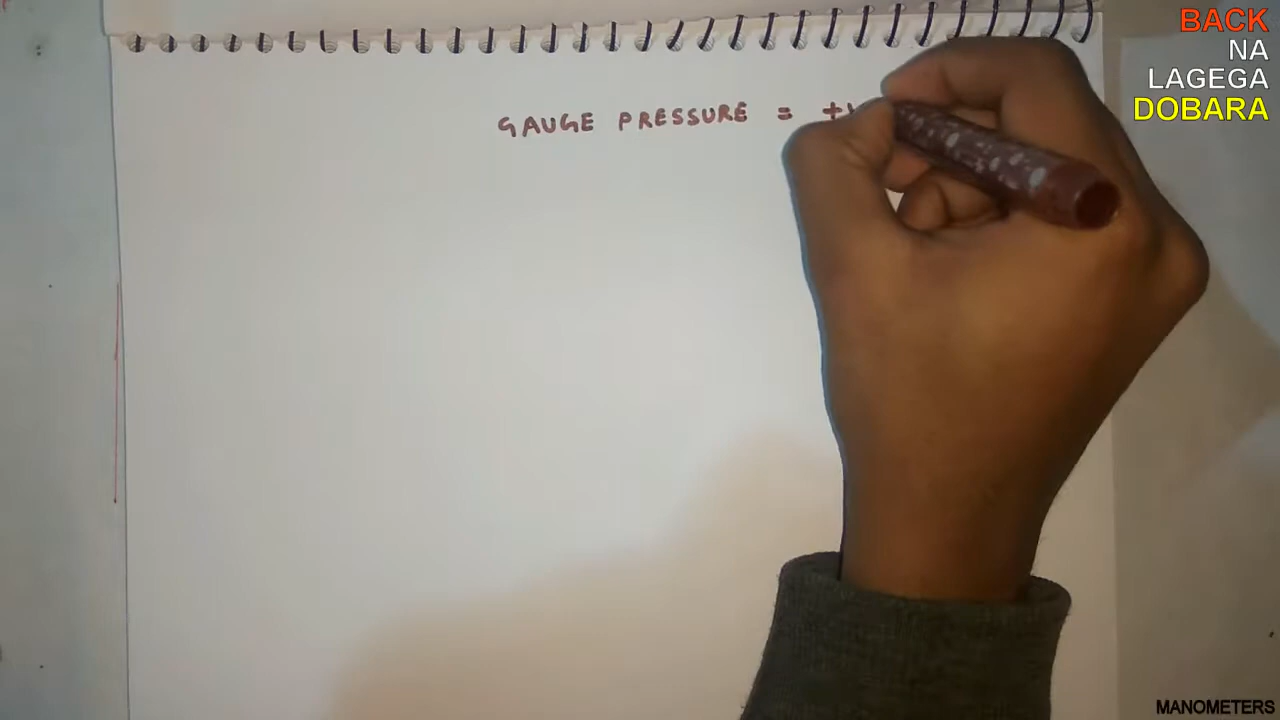 BACK
NA
LAGEGA
DOBARA
GAUGE PRESSURE = +
MANOMETERS